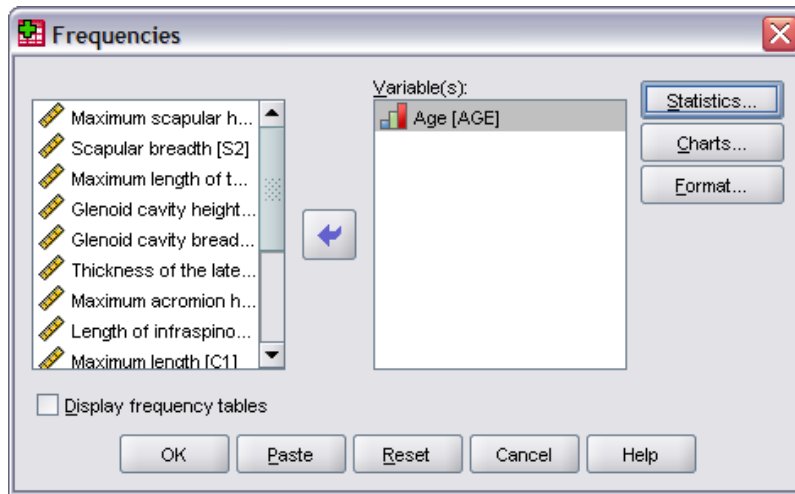 Frequencies
Variable(s):
Maximum scapular h...
Scapular breadth [S2]
Maximum length of t...
Glenoid cavity height...
Glenoid cavity bread...
Thickness of the late...
Maximum acromion h...
Length of infraspino...
Maximum length [C1]
Age [AGE]
Statistics...
Charts...
Format...
Display frequency tables
OK Paste Reset Cancel Help